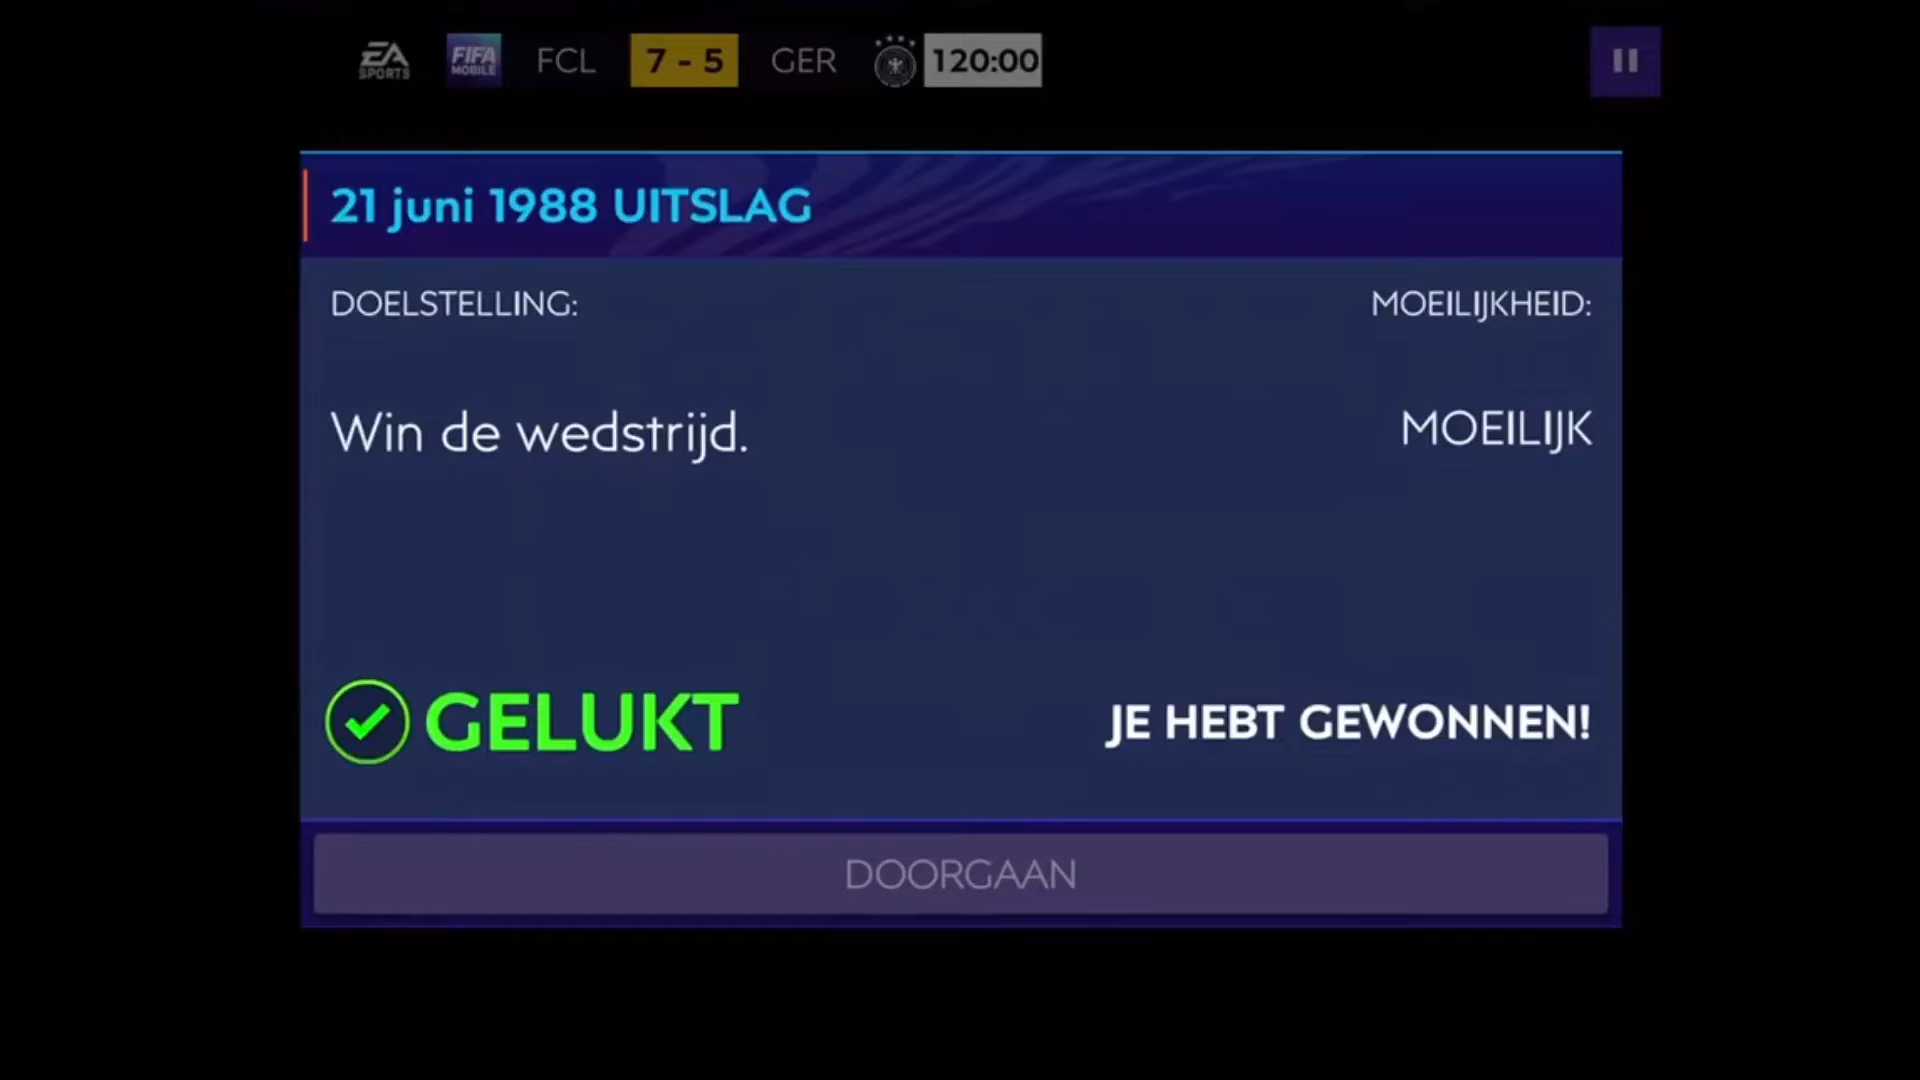 EA SPORTS FIFA MOBILE FCL 7 - 5 GER 120:00
21 juni 1988 UITSLAG
DOELSTELLING: MOEILIJKHEID:
Win de wedstrijd. MOEILIJK
GELUKT JE HEBT GEWONNEN!
DOORGAAN